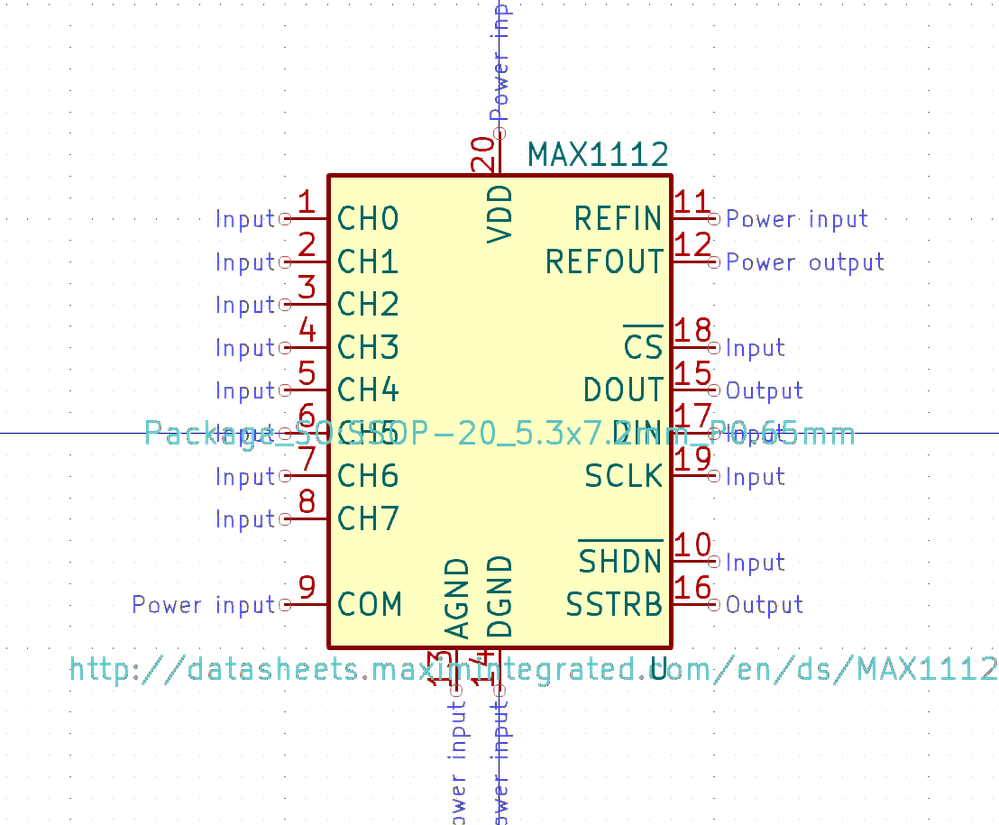 Power inp
20
MAX1112
VDD
Input 1 CH0
REFIN 11 Power input
Input 2 CH1
REFOUT 12 Power output
Input 3 CH2
Input 4 CH3
CS 18 Input
Input 5 CH4
DOUT 15 Output
Input 6 CH5
DIN 17 Input
Package_SO:SSOP-20_5.3x7.2mm_P0.65mm
Input 7 CH6
SCLK 19 Input
Input 8 CH7
SHDN 10 Input
Power input 9 COM
SSTRB 16 Output
AGND
DGND
13
14
U
http://datasheets.maximintegrated.com/en/ds/MAX1112
ower input
ower input